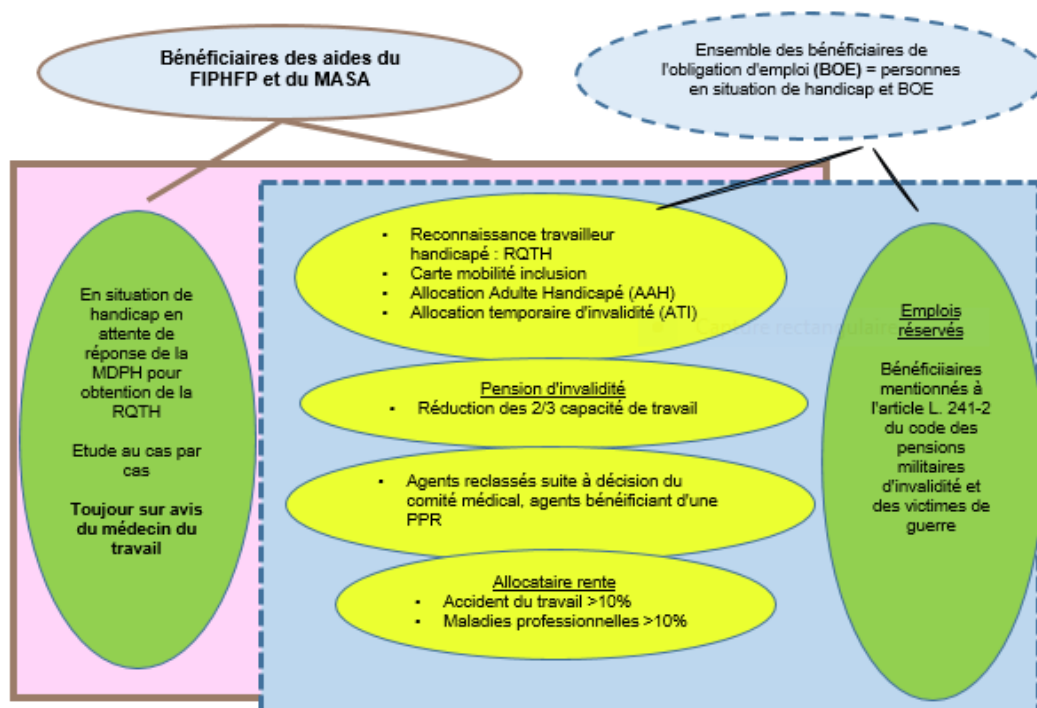 Bénéficiaires des aides du
FIPHFP et du MASA
Ensemble des bénéficiaires de
l'obligation d'emploi (BOE) = personnes
en situation de handicap et BOE
En situation de
handicap en
attente de
réponse de la
MDPH pour
obtention de la
RQTH
Etude au cas par
cas
Toujour sur avis
du médecin du
travail
• Reconnaissance travailleur
handicapé : RQTH
• Carte mobilité inclusion
• Allocation Adulte Handicapé (AAH)
• Allocation temporaire d'invalidité (ATI)
Pension d'invalidité
• Réduction des 2/3 capacité de travail
• Agents reclassés suite à décision du
comité médical, agents bénéificiant d'une
PPR
Allocataire rente
• Accident du travail >10%
• Maladies professionnelles >10%
Capture rectangulaire
Emplois
réservés
Bénéficiiaires
mentionnés à
l'article L. 241-2
du code des
pensions
militaires
d'invalidité et
des victimes de
guerre